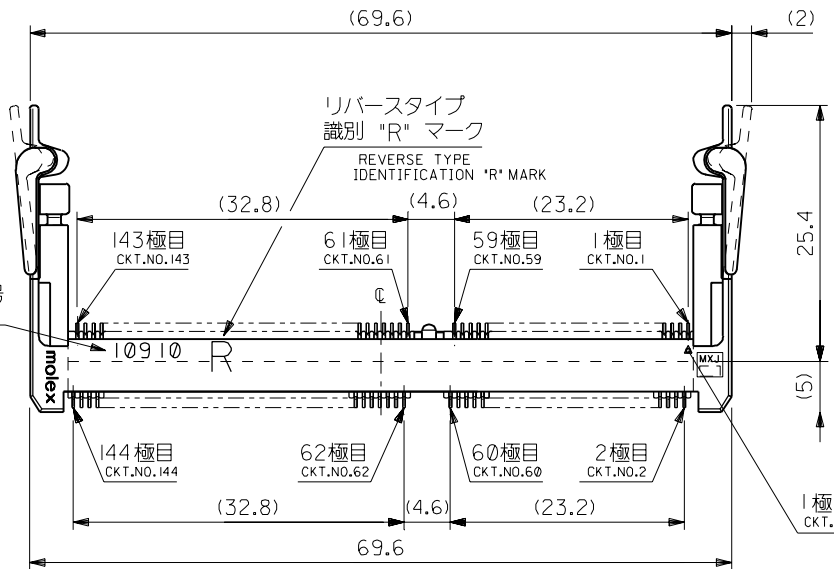 (69.6)
(2)
リバースタイプ
識別 "R" マーク
REVERSE TYPE
IDENTIFICATION "R" MARK
(32.8)
(4.6)
(23.2)
25.4
143極目
CKT.NO.143
61極目
CKT.NO.61
59極目
CKT.NO.59
1極目
CKT.NO.1
℄
10910
R
molex
MXJ
(5)
144極目
CKT.NO.144
62極目
CKT.NO.62
60極目
CKT.NO.60
2極目
CKT.NO.2
1極
CKT.
(32.8)
(4.6)
(23.2)
69.6